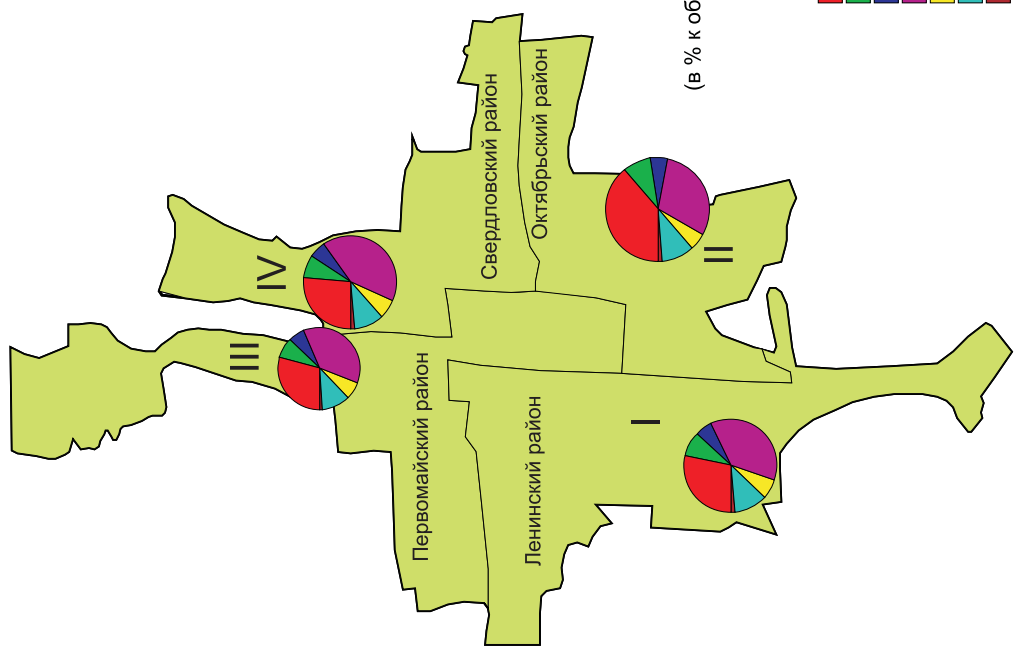 IV
III
Свердловский район
Октябрьский район
II
Первомайский район
Ленинский район
I
(в % к об